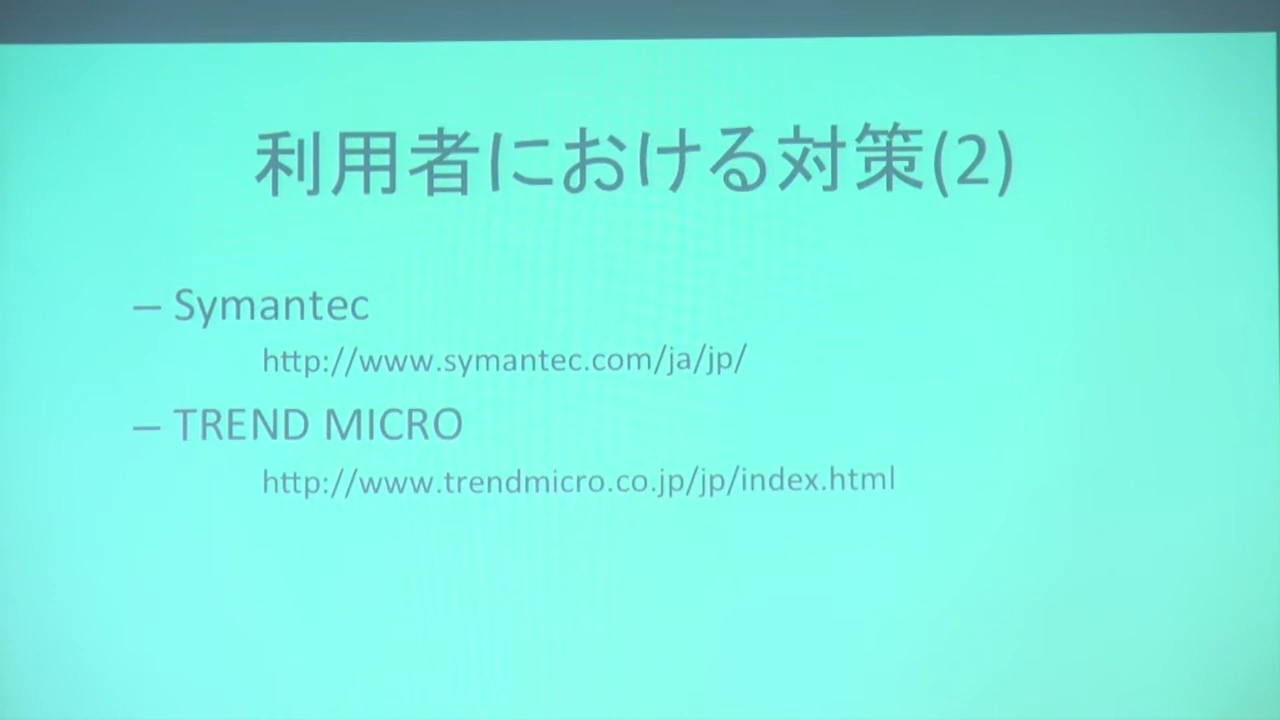 利用者における対策(2)
– Symantec
http://www.symantec.com/ja/jp/
– TREND MICRO
http://www.trendmicro.co.jp/jp/index.html